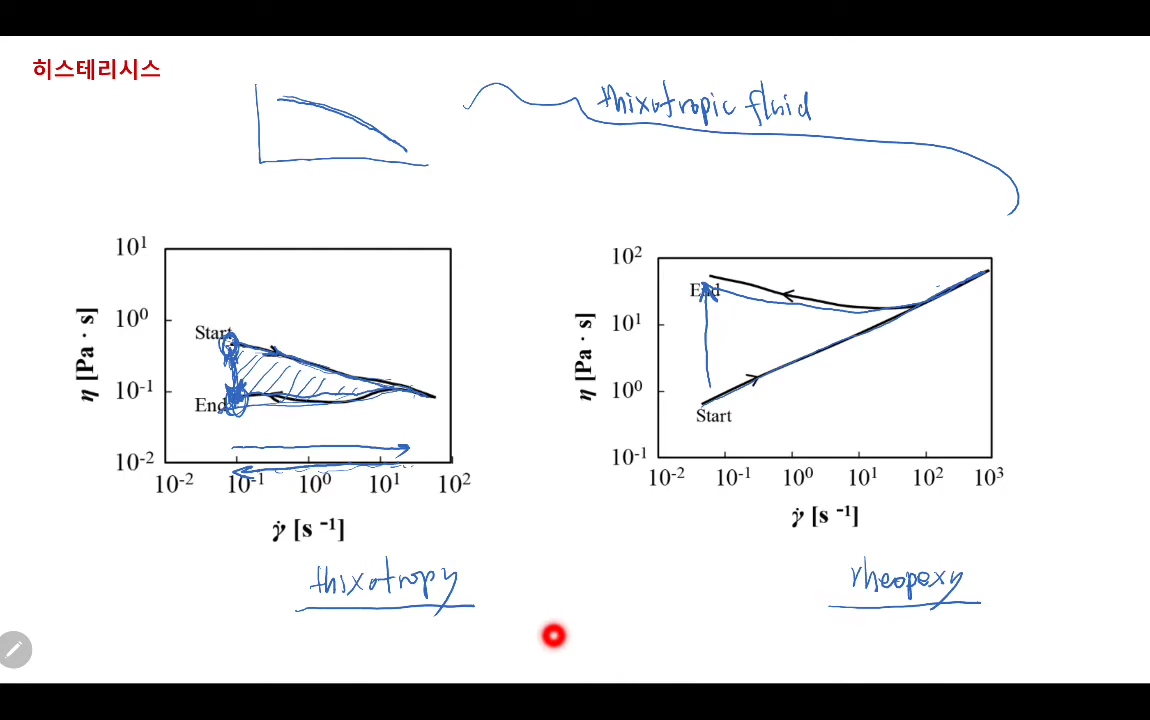 히스테리시스
thixotropic fluid
10¹
10⁰
10⁻¹
10⁻²
η [Pa · s]
Start
End
10⁻² 10⁻¹ 10⁰ 10¹ 10²
γ̇ [s ⁻¹]
thixotropy
10²
10¹
10⁰
10⁻¹
η [Pa · s]
End
Start
10⁻² 10⁻¹ 10⁰ 10¹ 10² 10³
γ̇ [s ⁻¹]
rheopexy